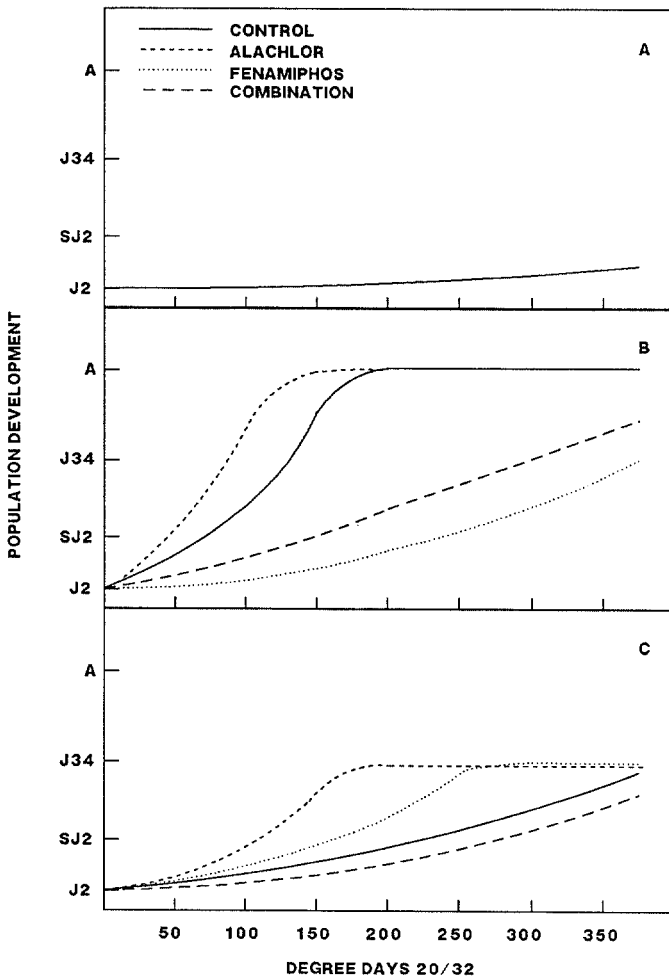 CONTROL
ALACHLOR
FENAMIPHOS
COMBINATION
A
A
J34
SJ2
J2
POPULATION DEVELOPMENT
B
A
J34
SJ2
J2
C
A
J34
SJ2
J2
50 100 150 200 250 300 350
DEGREE DAYS 20/32